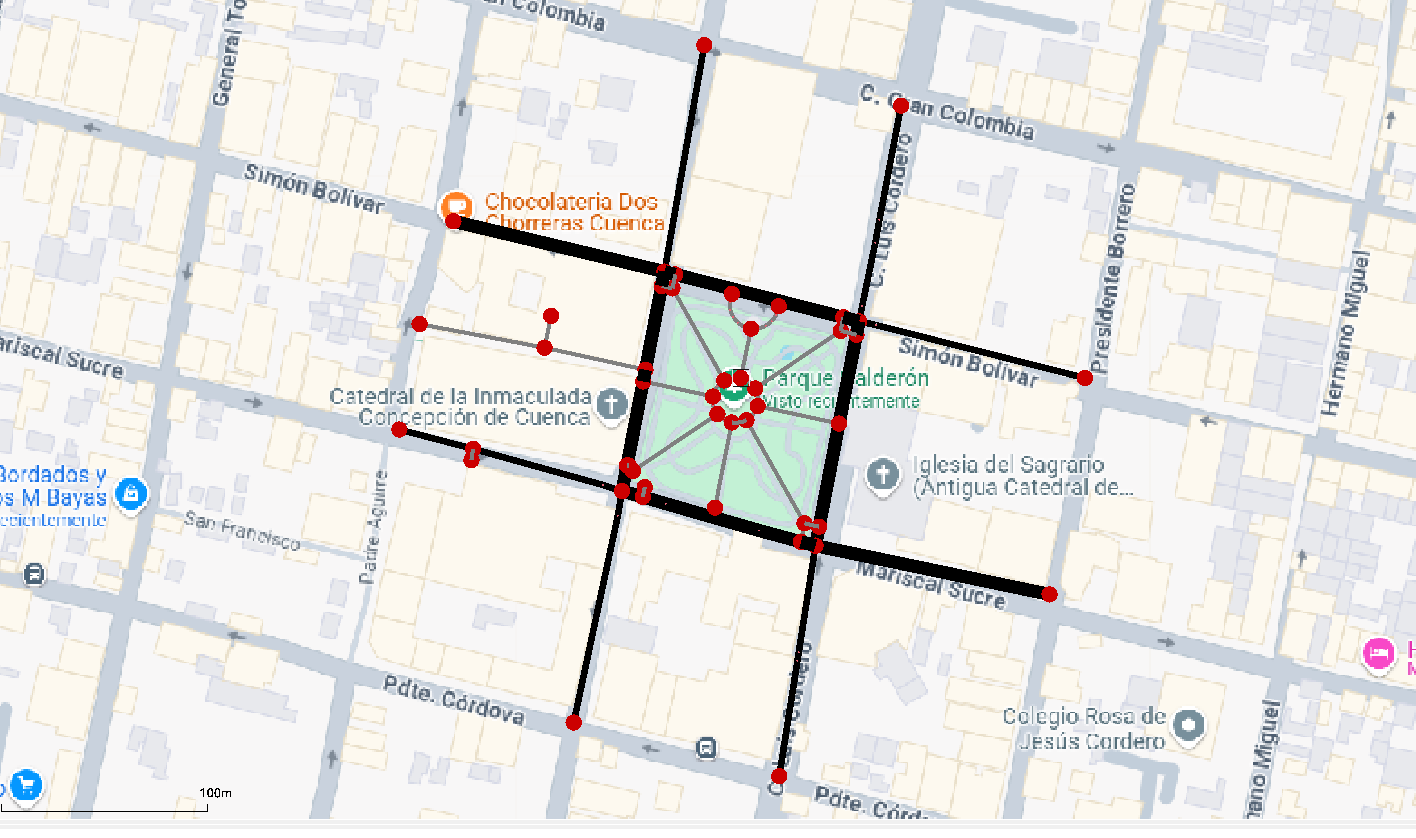 Colombia
General To
C. Gran Colombia
Simón Bolívar
Chocolateria Dos
Chorreras Cuenca
C. Luis Cordero
Presidente Borrero
Hermano Miguel
Mariscal Sucre
Simón Bolívar
Parque Calderón
Visto recientemente
Catedral de la Inmaculada
Concepción de Cuenca
Iglesia del Sagrario
(Antigua Catedral de...
Bordados y
os M Bayas
recientemente
San Francisco
Padre Aguirre
Mariscal Sucre
Pdte. Córdova
C. Luis Cordero
Colegio Rosa de
Jesús Cordero
Hermano Miguel
100m
Pdte. Córd